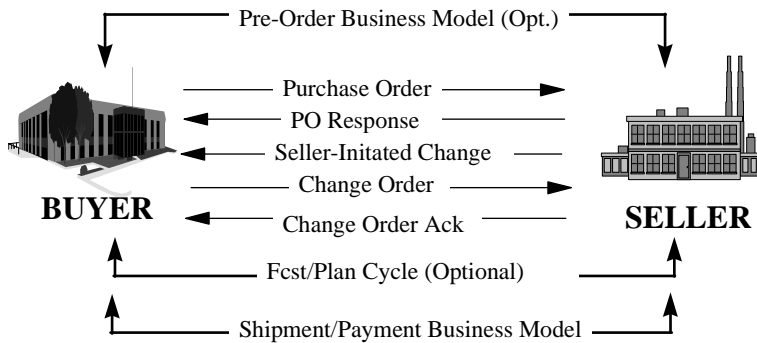 Pre-Order Business Model (Opt.)
Purchase Order
PO Response
Seller-Initated Change
Change Order
Change Order Ack
BUYER
SELLER
Fcst/Plan Cycle (Optional)
Shipment/Payment Business Model